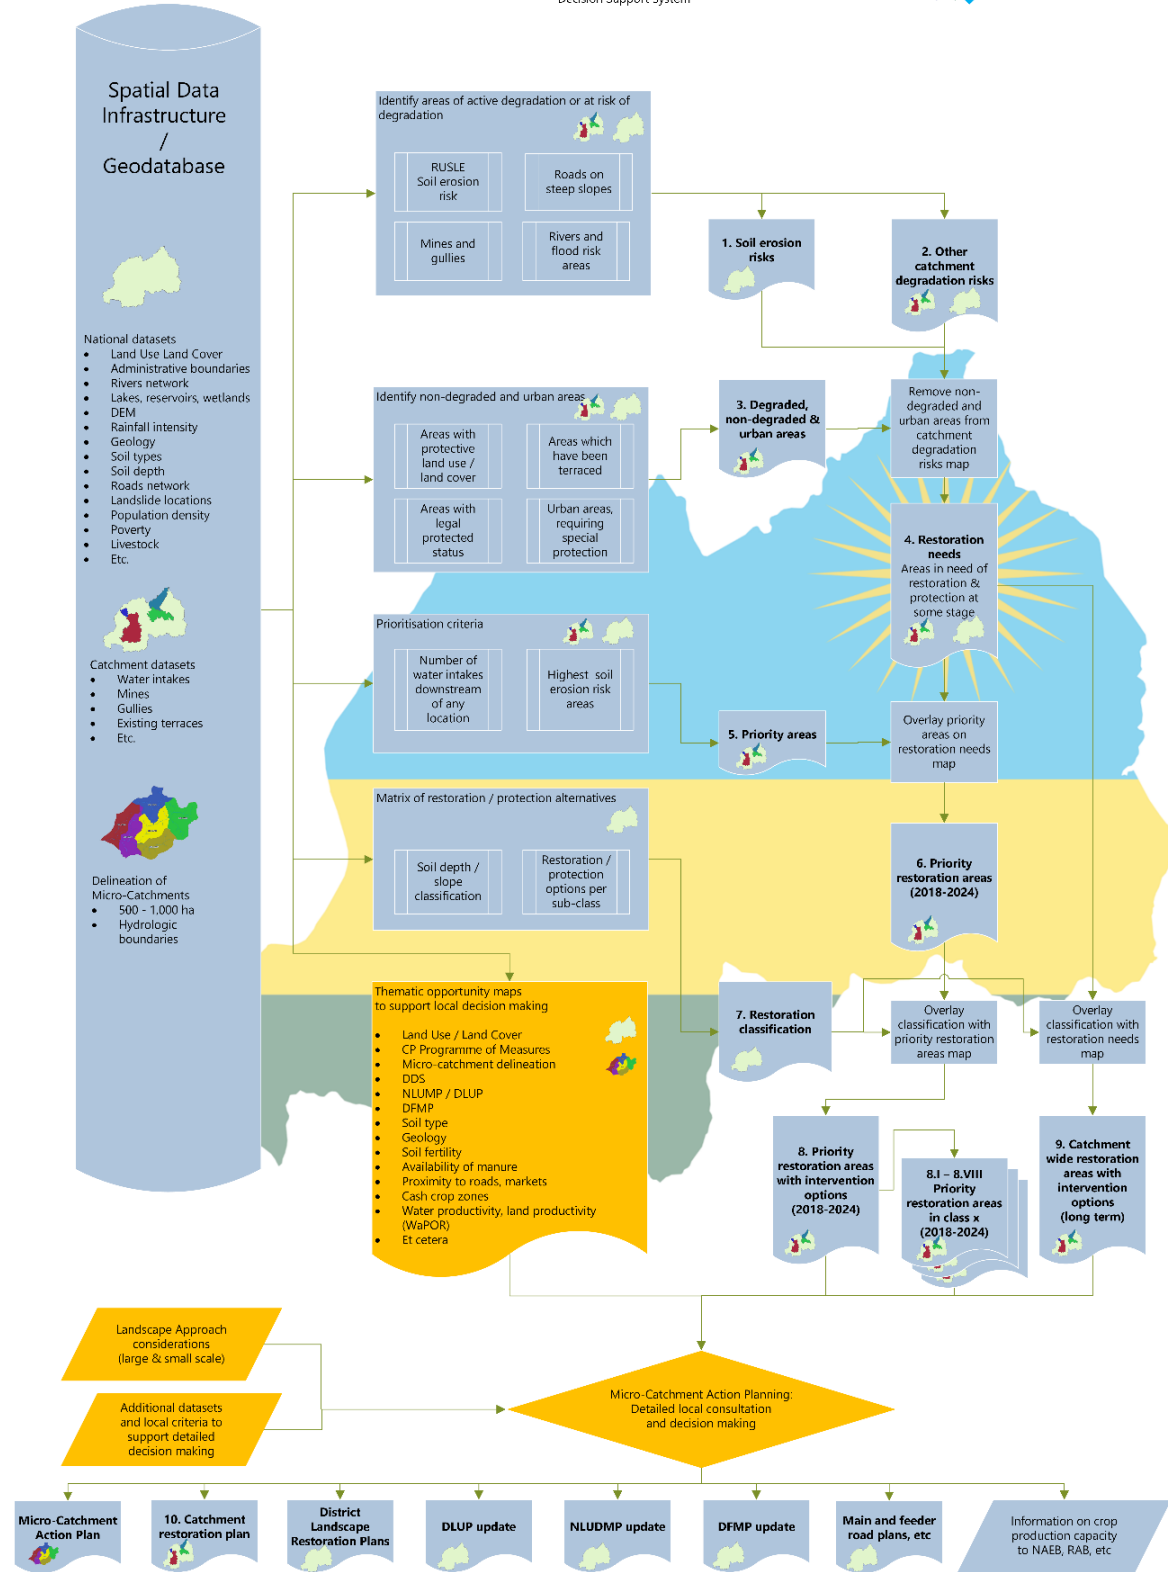 Decision Support System
Spatial Data
Infrastructure
/
Geodatabase
National datasets
• Land Use Land Cover
• Administrative boundaries
• Rivers network
• Lakes, reservoirs, wetlands
• DEM
• Rainfall intensity
• Geology
• Soil types
• Soil depth
• Roads network
• Landslide locations
• Population density
• Poverty
• Livestock
• Etc.
Catchment datasets
• Water intakes
• Mines
• Gullies
• Existing terraces
• Etc.
Delineation of
Micro-Catchments
• 500 - 1.000 ha
• Hydrologic
boundaries
Identify areas of active degradation or at risk of
degradation
RUSLE
Soil erosion
risk
Roads on
steep slopes
Mines and
gullies
Rivers and
flood risk
areas
1. Soil erosion
risks
2. Other
catchment
degradation risks
Identify non-degraded and urban areas
Areas with
protective
land use /
land cover
Areas which
have been
terraced
Areas with
legal
protected
status
Urban areas,
requiring
special
protection
3. Degraded,
non-degraded &
urban areas
Remove non-
degraded and
urban areas from
catchment
degradation
risks map
4. Restoration
needs
Areas in need of
restoration &
protection at
some stage
Prioritisation criteria
Number of
water intakes
downstream
of any
location
Highest soil
erosion risk
areas
5. Priority areas
Overlay priority
areas on
restoration needs
map
Matrix of restoration / protection alternatives
Soil depth /
slope
classification
Restoration /
protection
options per
sub-class
6. Priority
restoration areas
(2018-2024)
Thematic opportunity maps
to support local decision making
• Land Use / Land Cover
• CP Programme of Measures
• Micro-catchment delineation
• DDS
• NLUMP / DLUP
• DFMP
• Soil type
• Geology
• Soil fertility
• Availability of manure
• Proximity to roads, markets
• Cash crop zones
• Water productivity, land productivity
(WaPOR)
• Et cetera
7. Restoration
classification
Overlay
classification with
priority restoration
areas map
Overlay
classification with
restoration needs
map
8. Priority
restoration areas
with intervention
options
(2018-2024)
8.I – 8.VIII
Priority
restoration areas
in class x
(2018-2024)
9. Catchment
wide restoration
areas with
intervention
options
(long term)
Landscape Approach
considerations
(large & small scale)
Additional datasets
and local criteria to
support detailed
decision making
Micro-Catchment Action Planning:
Detailed local consultation
and decision making
Micro-Catchment
Action Plan
10. Catchment
restoration plan
District
Landscape
Restoration Plans
DLUP update
NLUDMP update
DFMP update
Main and feeder
road plans, etc
Information on crop
production capacity
to NAEB, RAB, etc